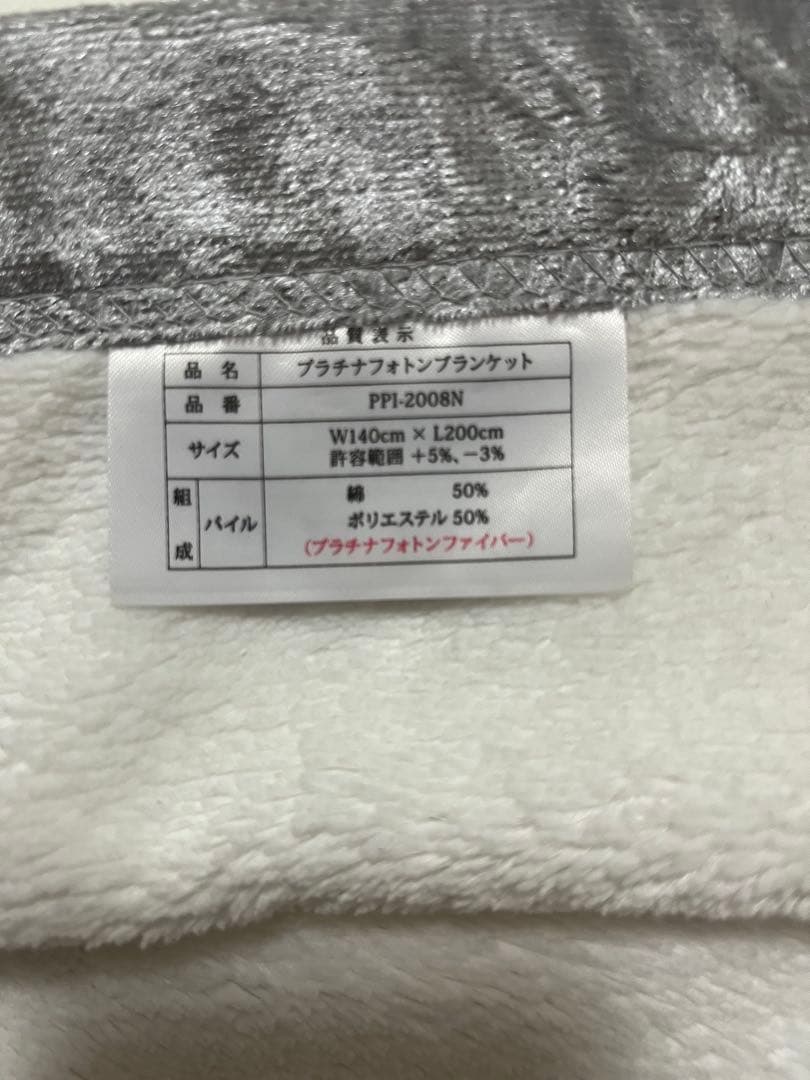 品質表示
品名 プラチナフォトンブランケット
品番 PPI-2008N
サイズ W140cm × L200cm
許容範囲 +5%、-3%
組成 パイル 綿 50%
ポリエステル 50%
(プラチナフォトンファイバー)